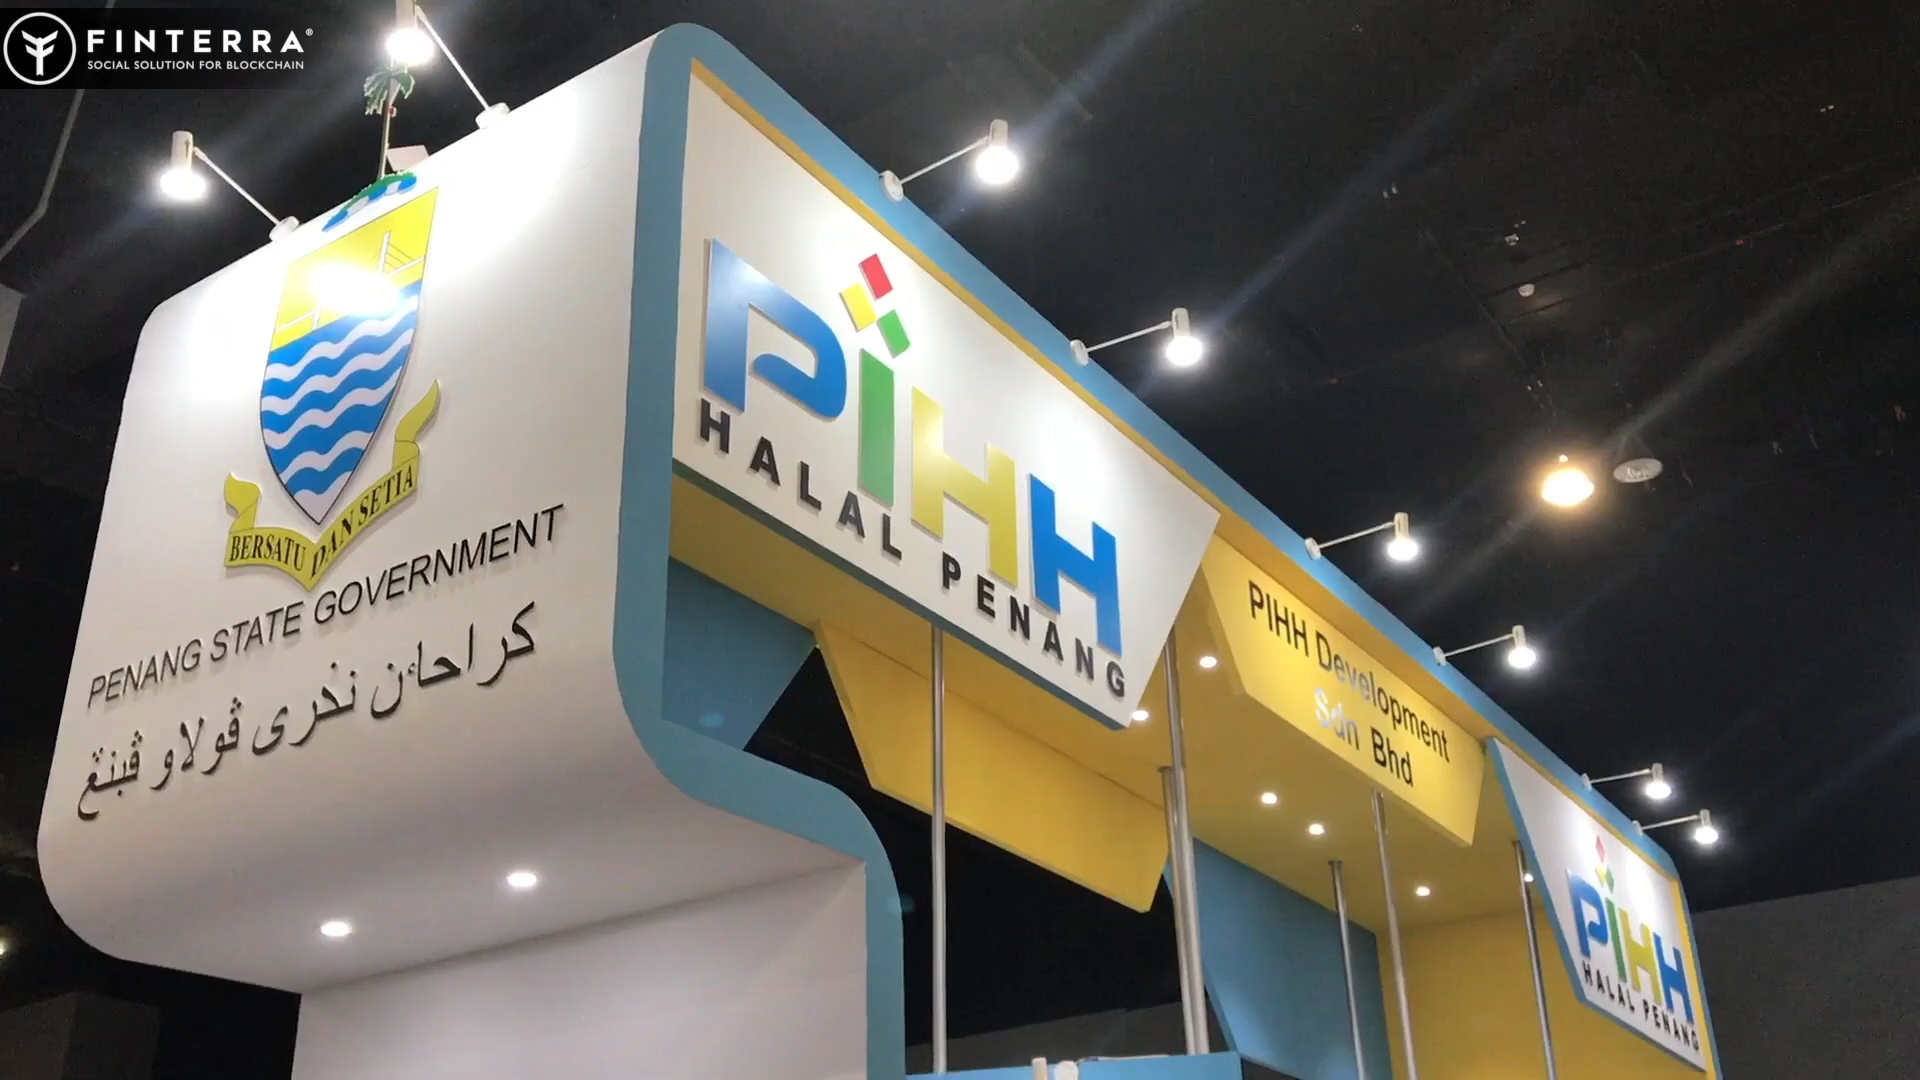 FINTERRA®
SOCIAL SOLUTION FOR BLOCKCHAIN
BERSATU DAN SETIA
PENANG STATE GOVERNMENT
كراجاءن نڬري ڤولاو ڤينڠ
PIHH
HALAL PENANG
PIHH Development
Sdn Bhd
PIHH
HALAL PENANG